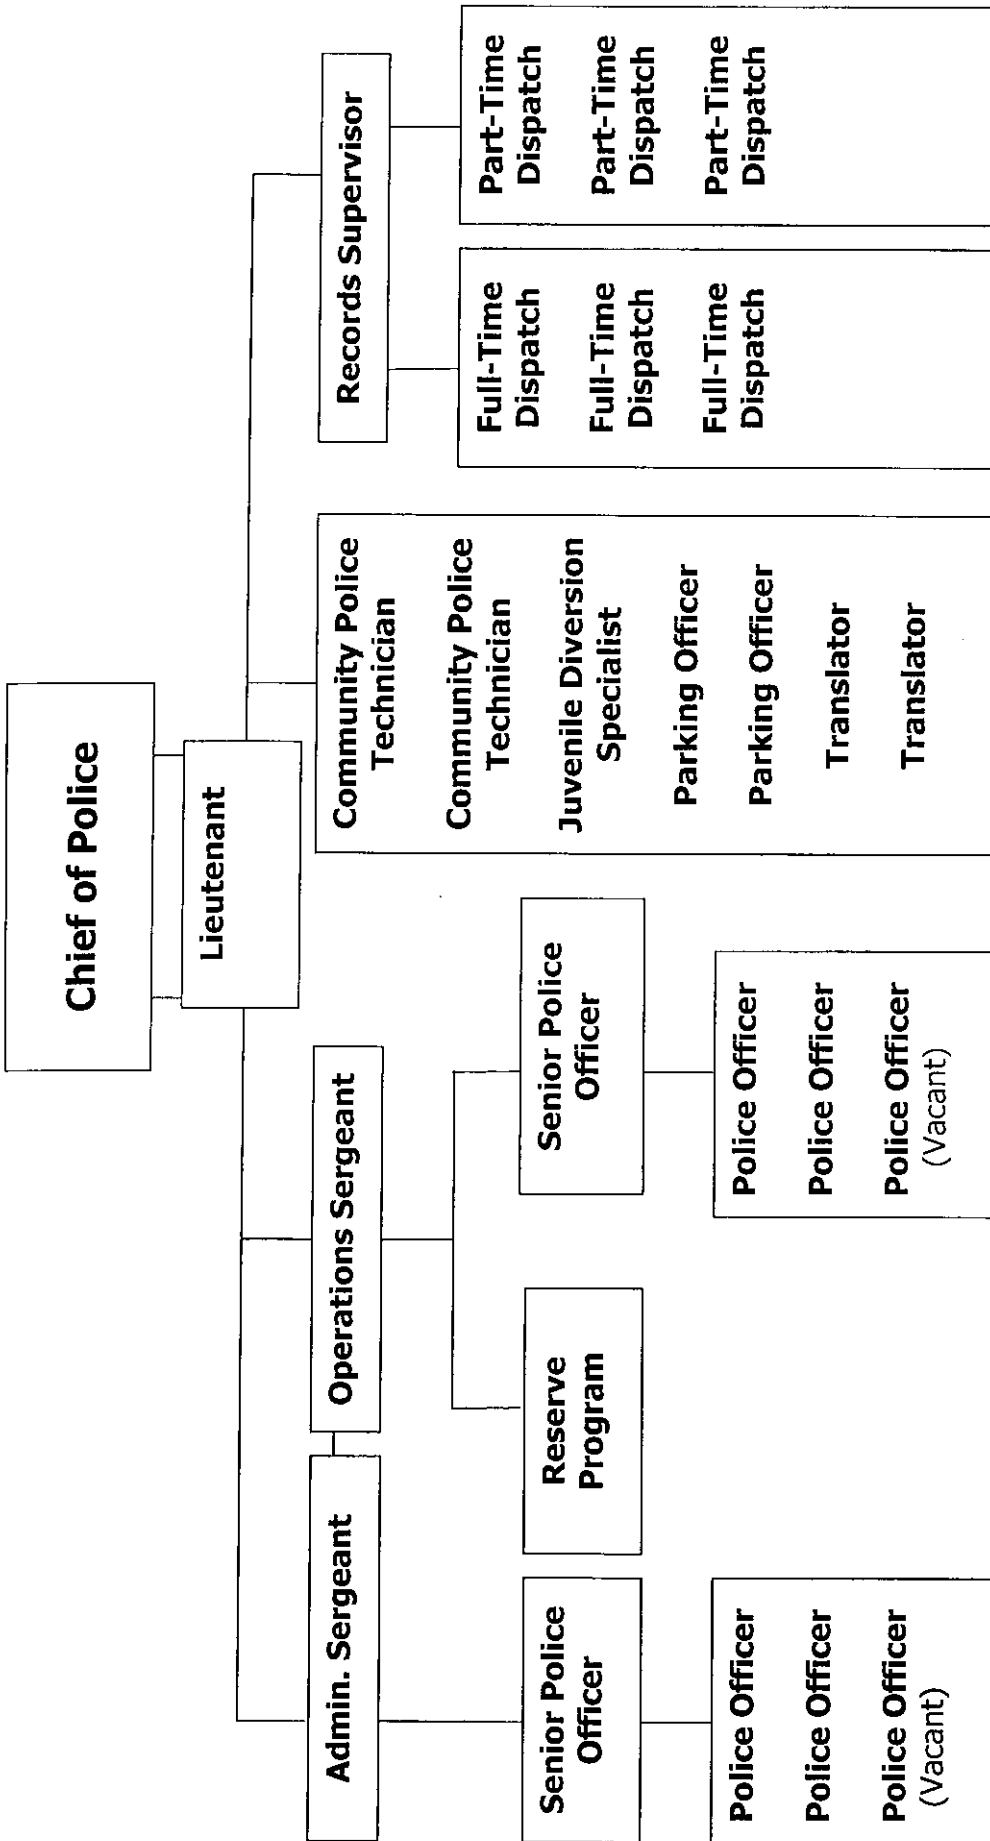 Chief of Police
Lieutenant
Admin. Sergeant
Operations Sergeant
Records Supervisor
Senior Police
Officer
Reserve
Program
Senior Police
Officer
Police Officer
Police Officer
Police Officer
(Vacant)
Police Officer
Police Officer
Police Officer
(Vacant)
Community Police
Technician
Community Police
Technician
Juvenile Diversion
Specialist
Parking Officer
Parking Officer
Translator
Translator
Full-Time
Dispatch
Full-Time
Dispatch
Full-Time
Dispatch
Part-Time
Dispatch
Part-Time
Dispatch
Part-Time
Dispatch